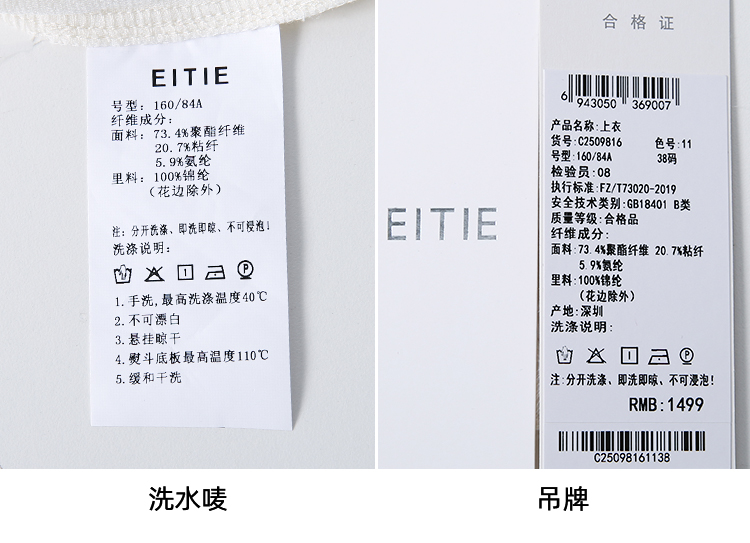 EITIE
号型：160/84A
纤维成分：
面料：73.4%聚酯纤维
20.7%粘纤
5.9%氨纶
里料：100%锦纶
（花边除外）
注：分开洗涤、即洗即晾、不可浸泡！
洗涤说明：
1.手洗,最高洗涤温度40℃
2.不可漂白
3.悬挂晾干
4.熨斗底板最高温度110℃
5.缓和干洗
洗水唛
EITIE
合格证
6 943050 369007
产品名称:上衣
货号:C2509816 色号:11
号型:160/84A 38码
检验员:08
执行标准:FZ/T73020-2019
安全技术类别:GB18401 B类
质量等级:合格品
纤维成分:
面料:73.4%聚酯纤维 20.7%粘纤
5.9%氨纶
里料:100%锦纶
（花边除外）
产地:深圳
洗涤说明:
注:分开洗涤、即洗即晾、不可浸泡!
RMB:1499
C25098161138
吊牌